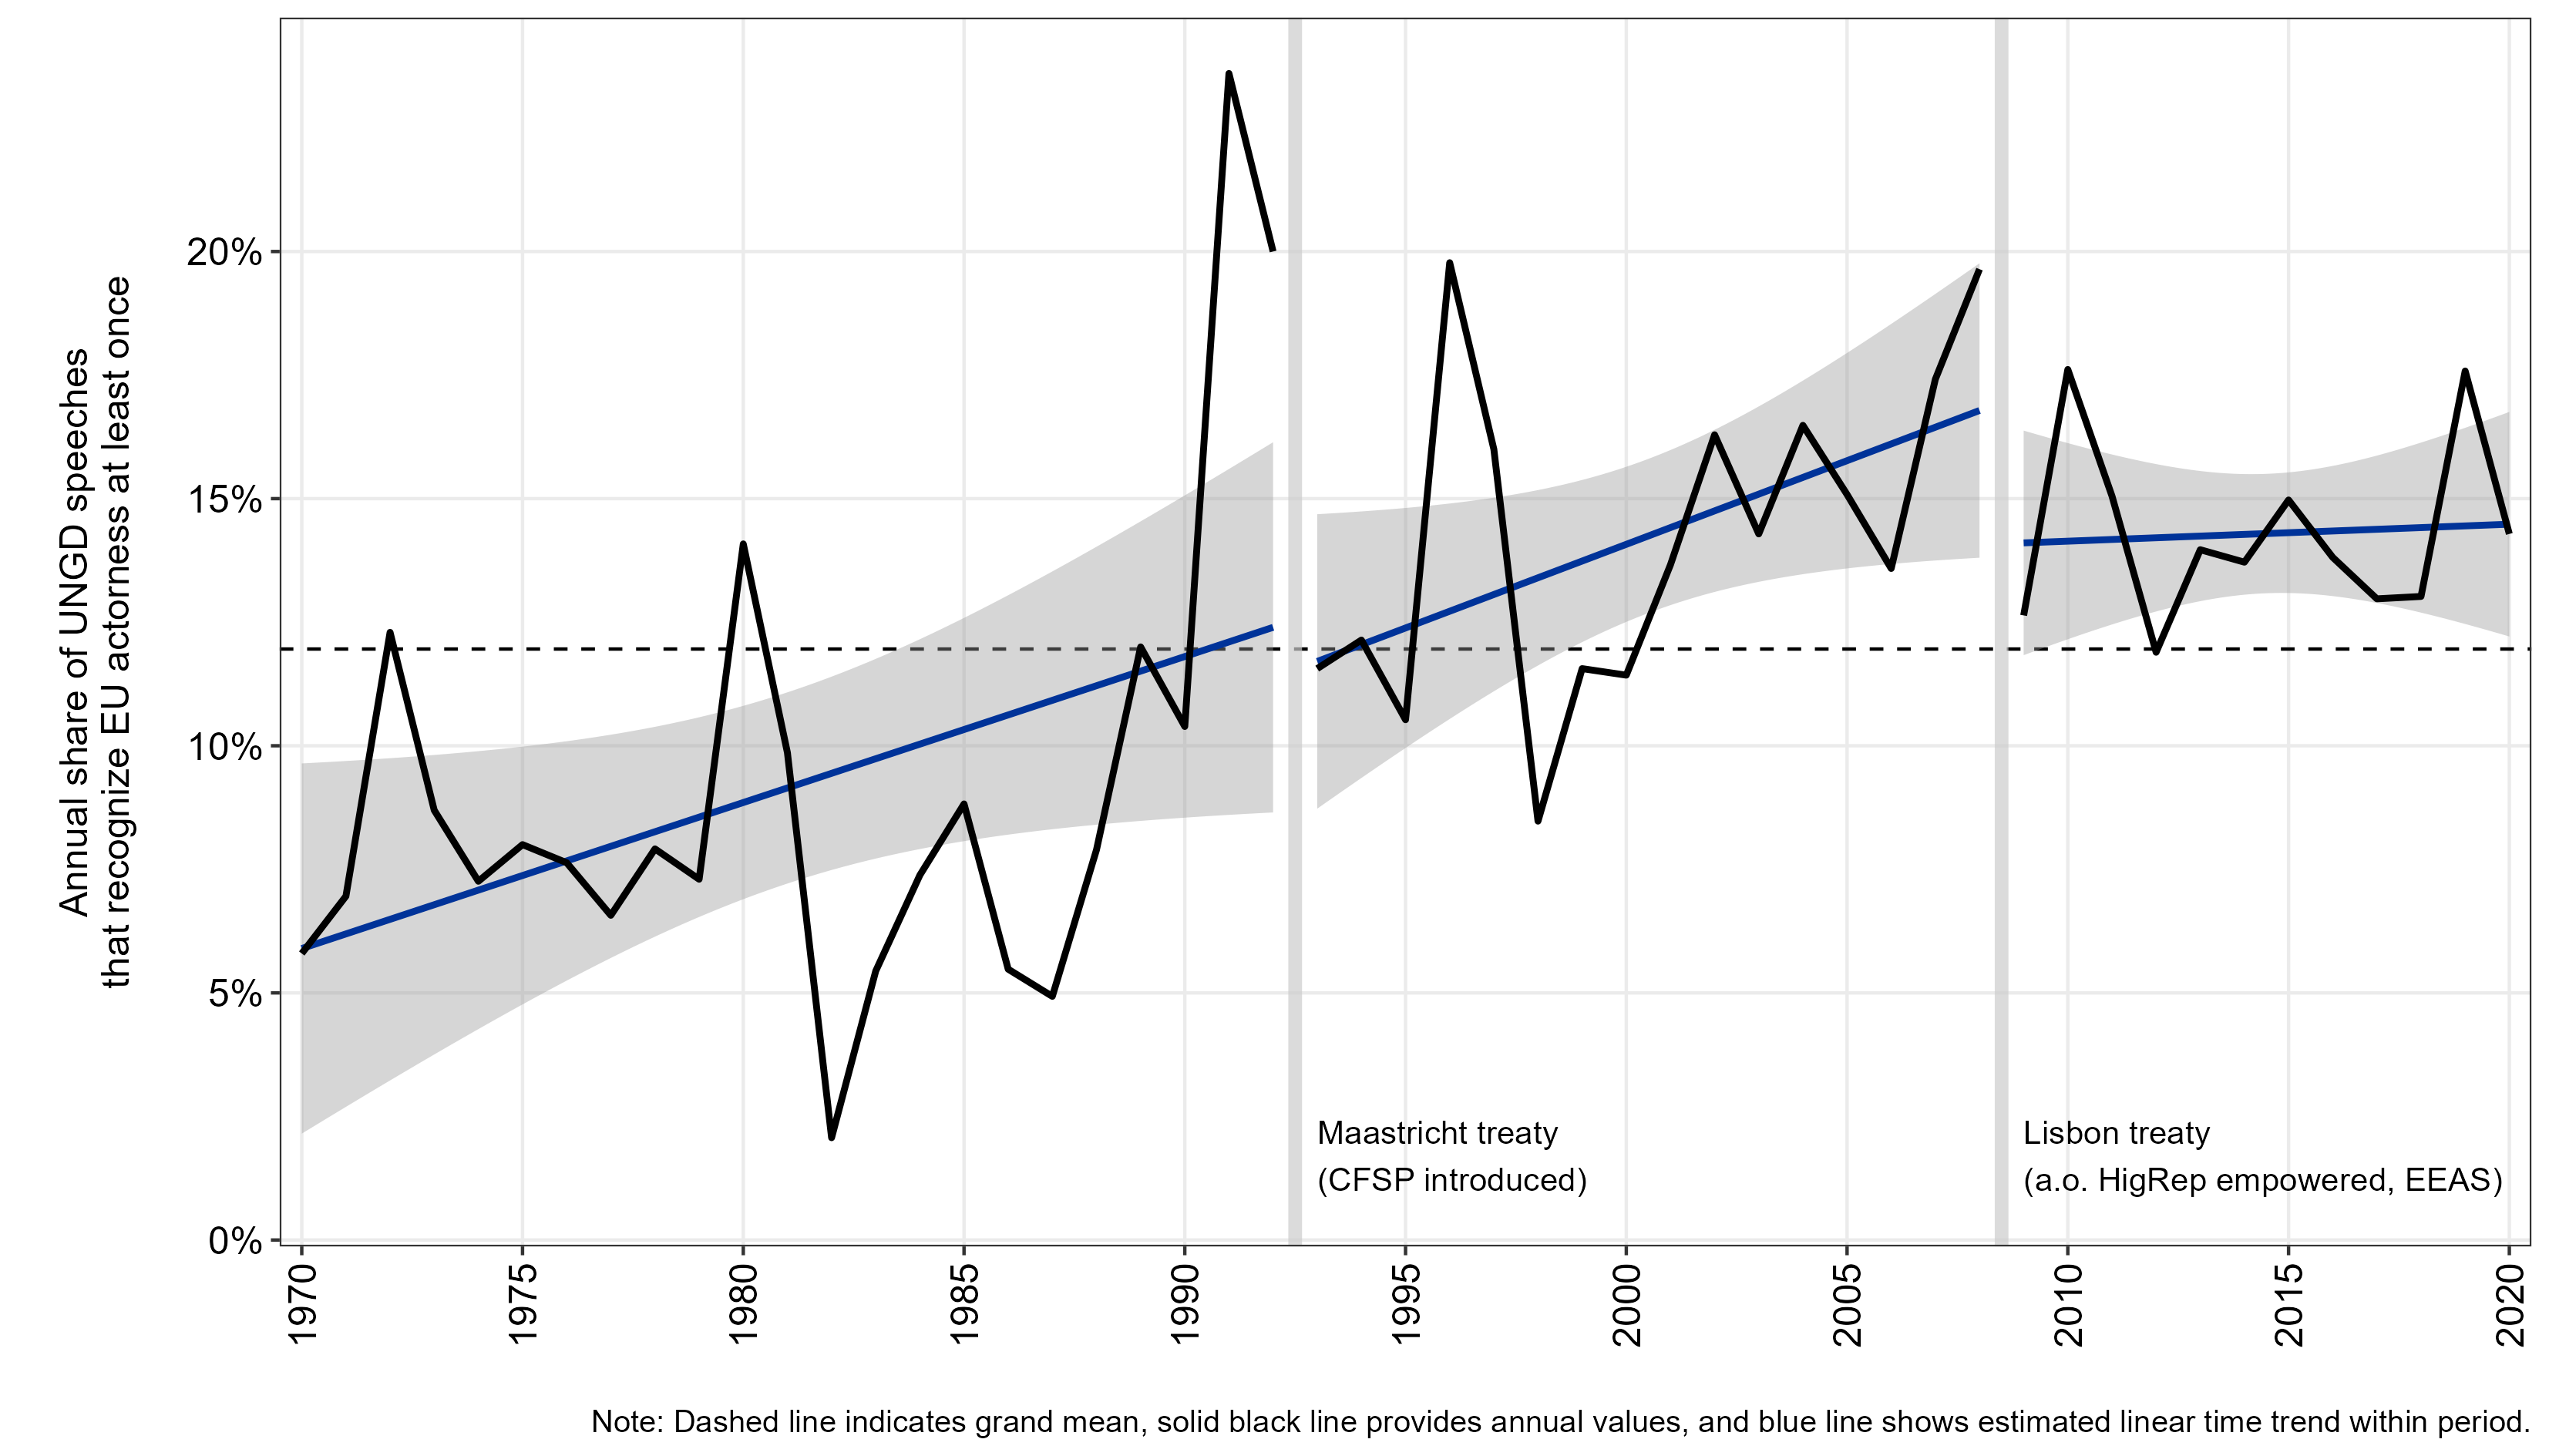 Annual share of UNGD speeches
that recognize EU actorness at least once
20%
15%
10%
5%
0%
Maastricht treaty
(CFSP introduced)
Lisbon treaty
(a.o. HigRep empowered, EEAS)
1970
1975
1980
1985
1990
1995
2000
2005
2010
2015
2020
Note: Dashed line indicates grand mean, solid black line provides annual values, and blue line shows estimated linear time trend within period.